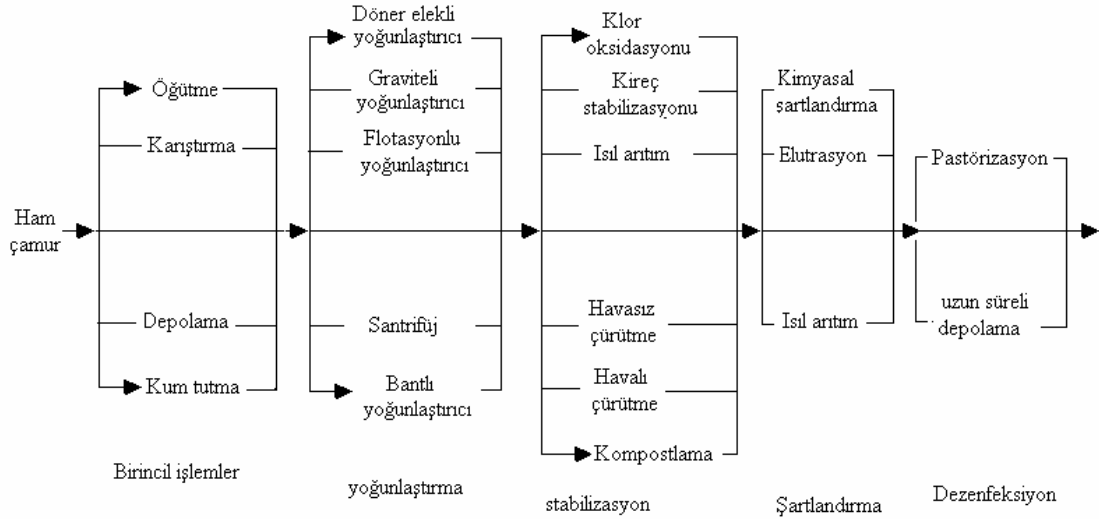 Ham
çamur
Öğütme
Karıştırma
Depolama
Kum tutma
Birincil işlemler
Döner elekli
yoğunlaştırıcı
Graviteli
yoğunlaştırıcı
Flotasyonlu
yoğunlaştırıcı
Santrifüj
Bantlı
yoğunlaştırıcı
yoğunlaştırma
Klor
oksidasyonu
Kireç
stabilizasyonu
Isıl arıtım
Havasız
çürütme
Havalı
çürütme
Kompostlama
stabilizasyon
Kimyasal
şartlandırma
Elutrasyon
Isıl arıtım
Şartlandırma
Pastörizasyon
uzun süreli
depolama
Dezenfeksiyon